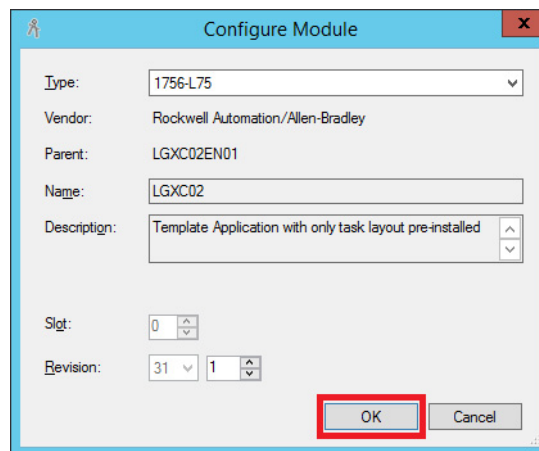 Configure Module
x
Type: 1756-L75
Vendor: Rockwell Automation/Allen-Bradley
Parent: LGXC02EN01
Name: LGXC02
Description: Template Application with only task layout pre-installed
Slot: 0
Revision: 31 1
OK Cancel